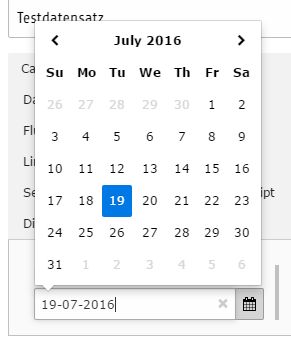 Testdatensatz
July 2016
Su Mo Tu We Th Fr Sa
26 27 28 29 30 1 2
3 4 5 6 7 8 9
10 11 12 13 14 15 16
17 18 19 20 21 22 23
24 25 26 27 28 29 30
31 1 2 3 4 5 6
19-07-2016